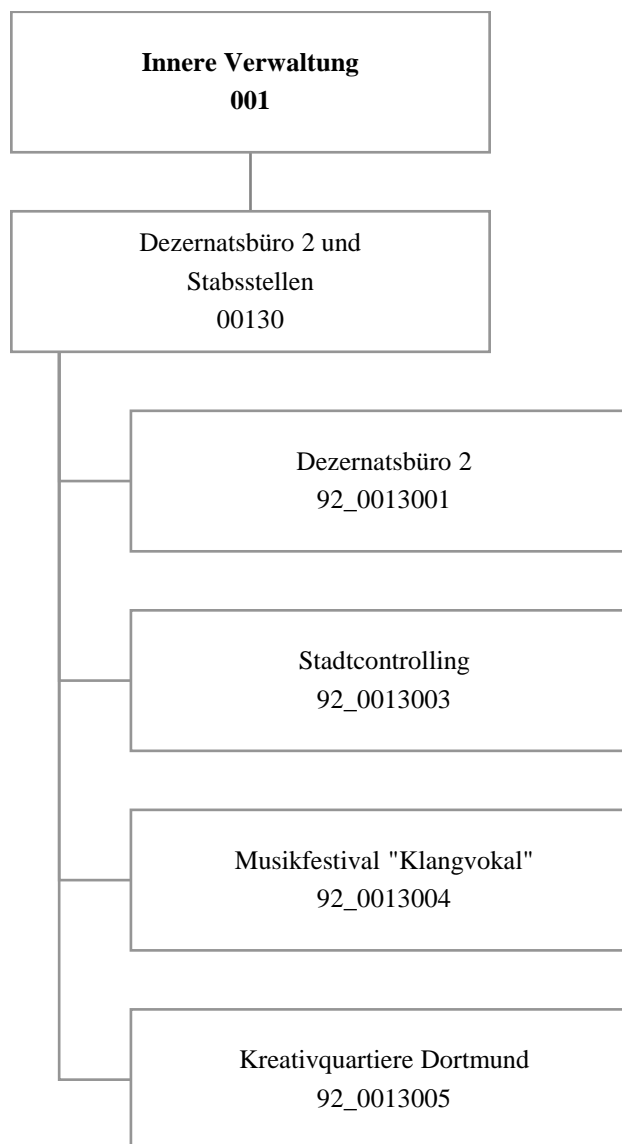 Innere Verwaltung
001
Dezernatsbüro 2 und
Stabsstellen
00130
Dezernatsbüro 2
92_0013001
Stadtcontrolling
92_0013003
Musikfestival "Klangvokal"
92_0013004
Kreativquartiere Dortmund
92_0013005